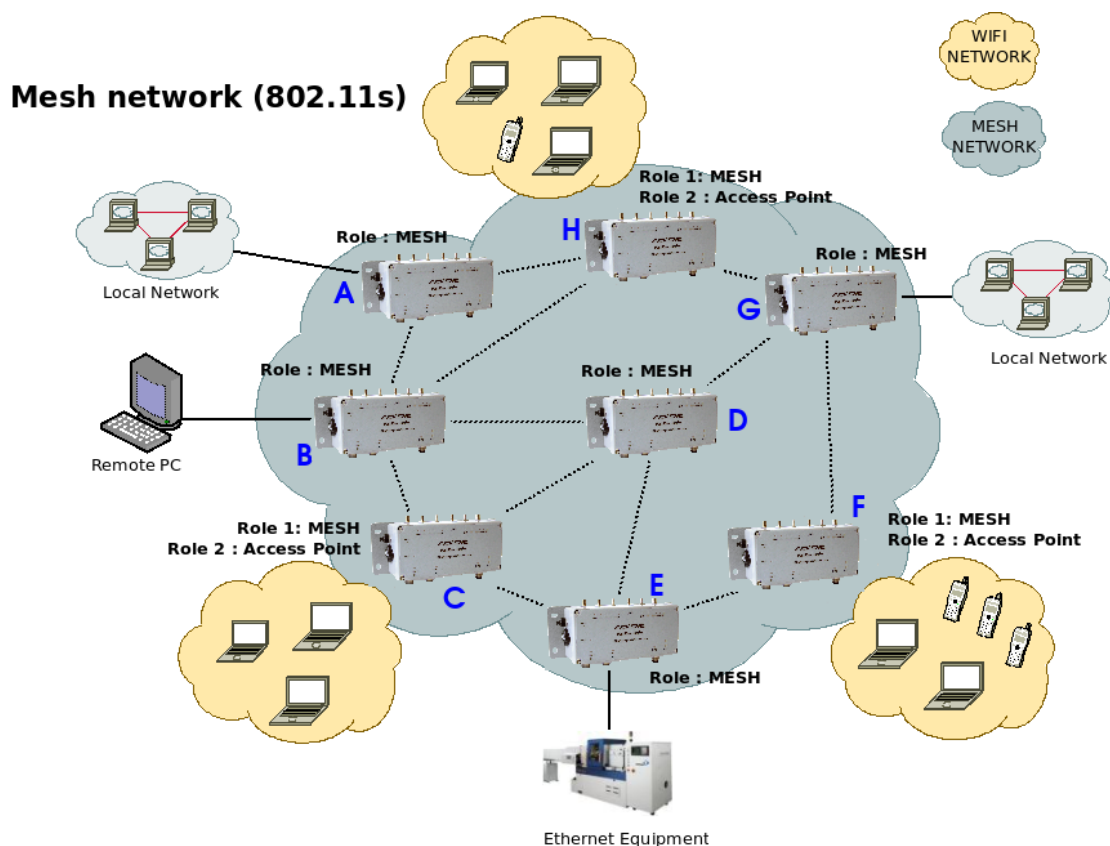 Mesh network (802.11s)
WIFI
NETWORK
MESH
NETWORK
Role 1: MESH
Role 2 : Access Point
H
Role : MESH
A
Local Network
Role : MESH
G
Local Network
Role : MESH
B
Remote PC
Role : MESH
D
Role 1: MESH
Role 2 : Access Point
C
F
Role 1: MESH
Role 2 : Access Point
E
Role : MESH
Ethernet Equipment